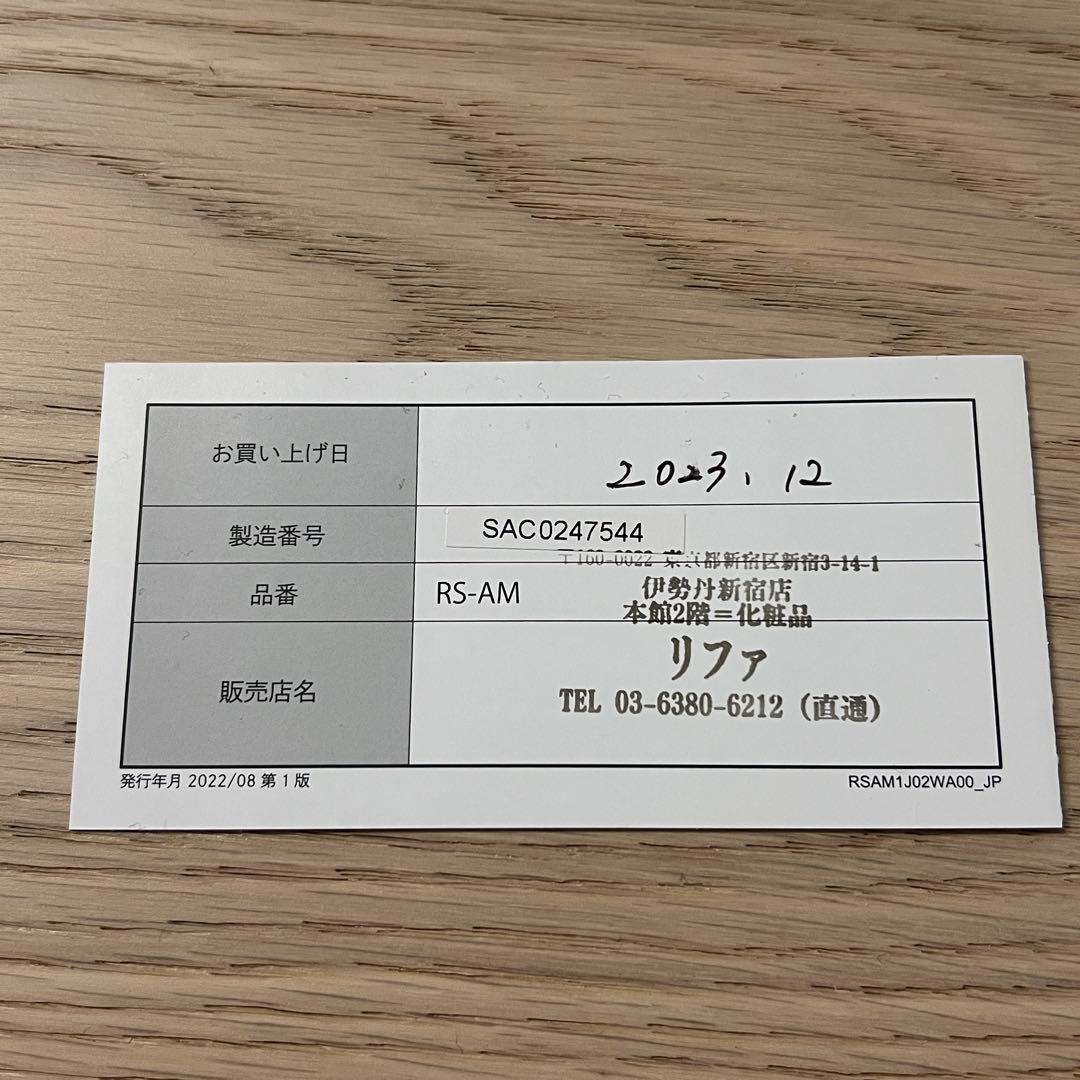 お買い上げ日 2023.12
製造番号 SAC0247544
〒160-0022 東京都新宿区新宿3-14-1
品番 RS-AM 伊勢丹新宿店
本館2階=化粧品
リファ
販売店名 TEL 03-6380-6212 (直通)
発行年月 2022/08 第1版 RSAM1J02WA00_JP